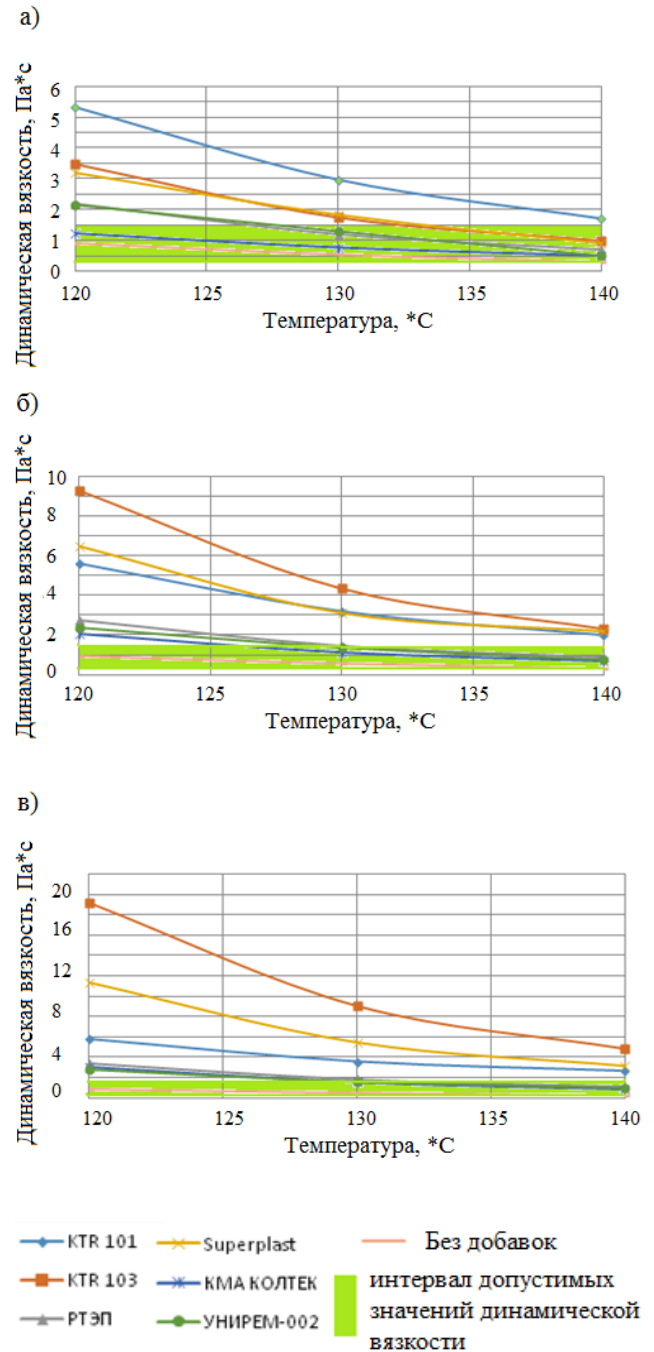 а)
Динамическая вязкость, Па*с
6
5
4
3
2
1
0
120 125 130 135 140
Температура, *С
б)
Динамическая вязкость, Па*с
10
8
6
4
2
0
120 125 130 135 140
Температура, *С
в)
Динамическая вязкость, Па*с
20
16
12
8
4
0
120 125 130 135 140
Температура, *С
KTR 101 Superplast Без добавок
KTR 103 КМА КОЛТЕК интервал допустимых
РТЭП УНИРЕМ-002 значений динамической
вязкости